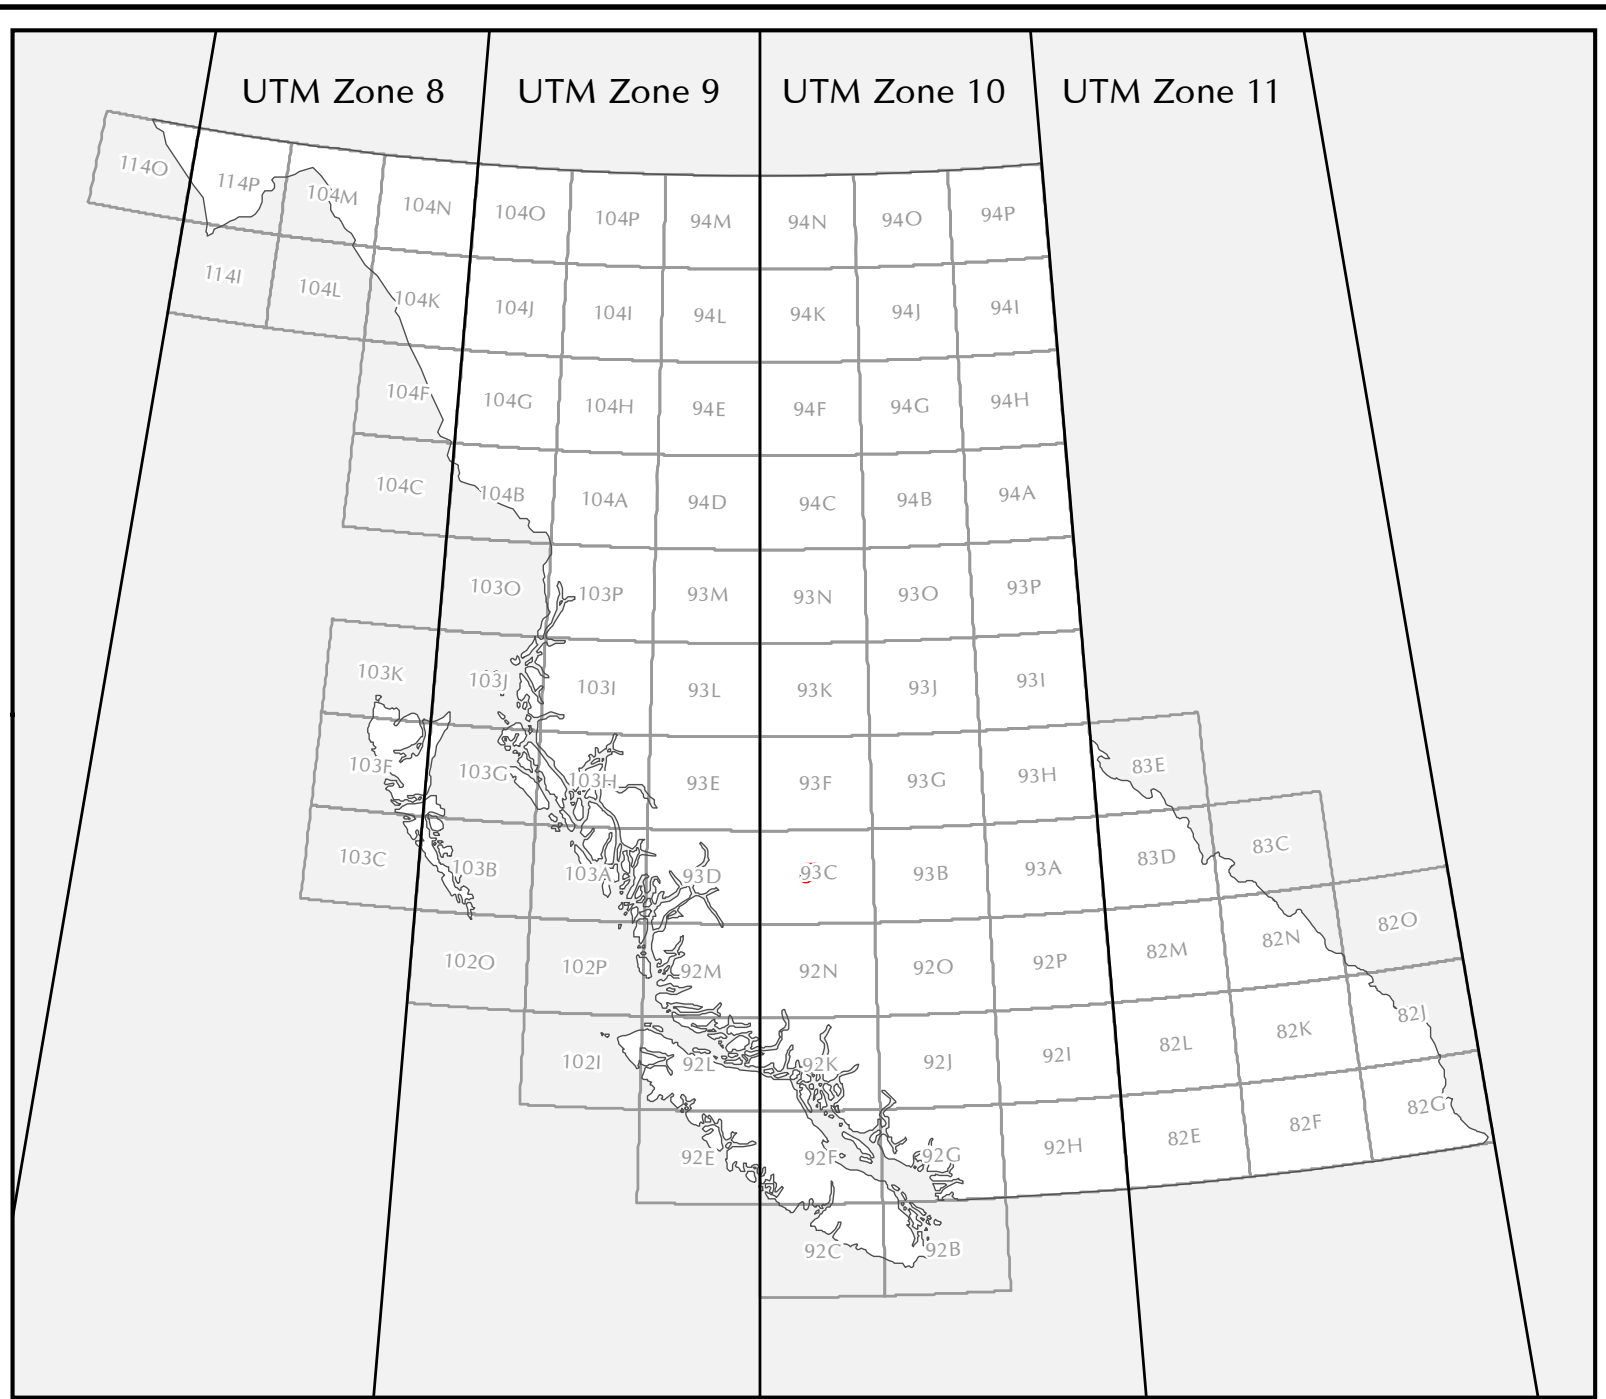 UTM Zone 8 UTM Zone 9 UTM Zone 10 UTM Zone 11
114O 114P 104M 104N 104O 104P 94M 94N 94O 94P
114I 104L 104K 104J 104I 94L 94K 94J 94I
104F 104G 104H 94E 94F 94G 94H
104C 104B 104A 94D 94C 94B 94A
103O 103P 93M 93N 93O 93P
103K 103J 103I 93L 93K 93J 93I
103F 103G 103H 93E 93F 93G 93H 83E
103C 103B 103A 93D 93C 93B 93A 83D 83C
102O 102P 92M 92N 92O 92P 82M 82N 82O
102I 92L 92K 92J 92I 82L 82K 82J
92E 92F 92G 92H 82E 82F 82G
92C 92B